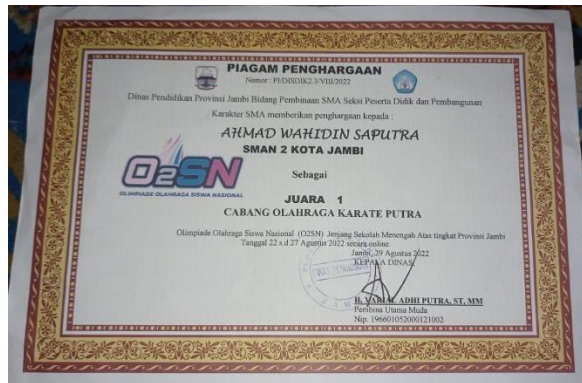 PIAGAM PENGHARGAAN
Nomor : PI/DISDIK2.3/VIII/2022
Dinas Pendidikan Provinsi Jambi Bidang Pembinaan SMA Seksi Peserta Didik dan Pembangunan
Karakter SMA memberikan penghargaan kepada :
AHMAD WAHIDIN SAPUTRA
SMAN 2 KOTA JAMBI
O2SN
OLIMPIADE OLAHRAGA SISWA NASIONAL
Sebagai
JUARA 1
CABANG OLAHRAGA KARATE PUTRA
Olimpiade Olahraga Siswa Nasional (O2SN) Jenjang Sekolah Menengah Atas tingkat Provinsi Jambi
Tanggal 22 s.d 27 Agustus 2022 secara online.
Jambi, 29 Agustus 2022
KEPALA DINAS,
DINAS PENDIDIKAN
ADHI PUTRA, ST, MM
Pembina Utama Muda
Nip. 196601052000121002